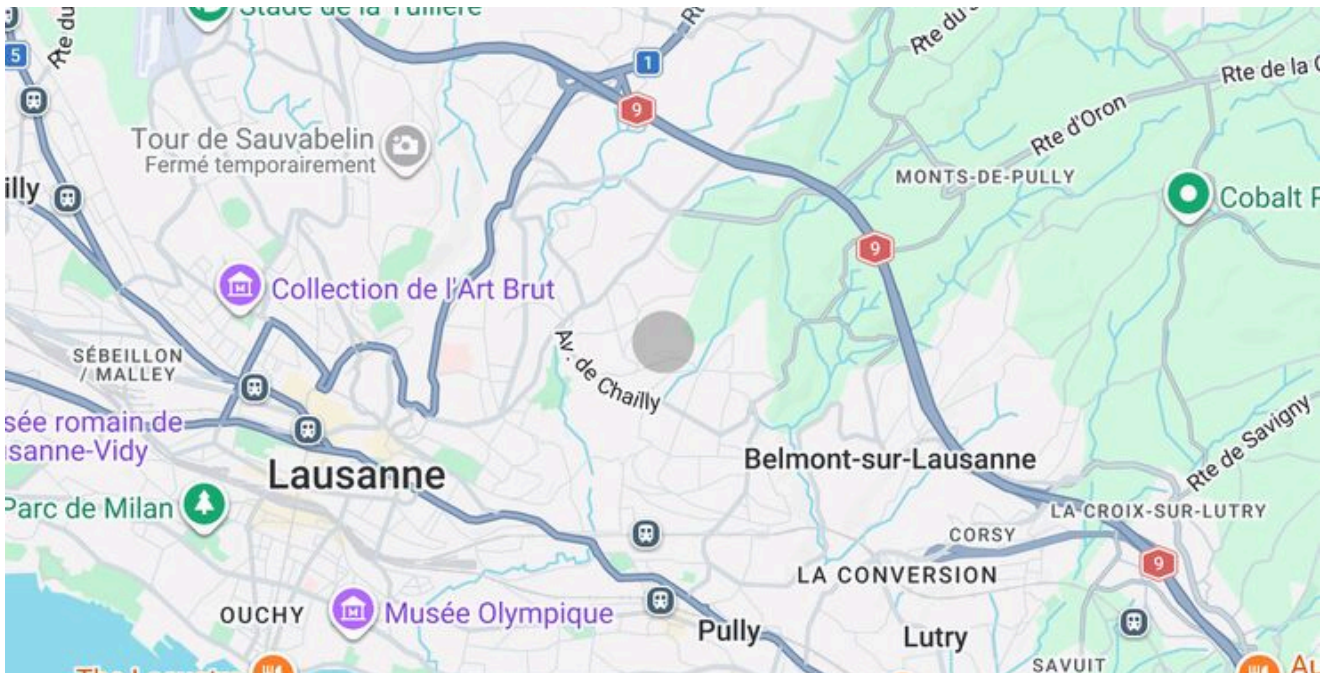 Stade de la Tuilière
Rte du
5
1
Rte du
Rte de la
9
Rte d'Oron
Tour de Sauvabelin
Fermé temporairement
MONTS-DE-PULLY
illy
Cobalt
9
Collection de l'Art Brut
Av. de Chailly
SÉBEILLON
/ MALLEY
sée romain de
sanne-Vidy
Belmont-sur-Lausanne
Rte de Savigny
Lausanne
Parc de Milan
LA CROIX-SUR-LUTRY
CORSY
9
LA CONVERSION
OUCHY
Musée Olympique
Pully
Lutry
SAVUIT
Au